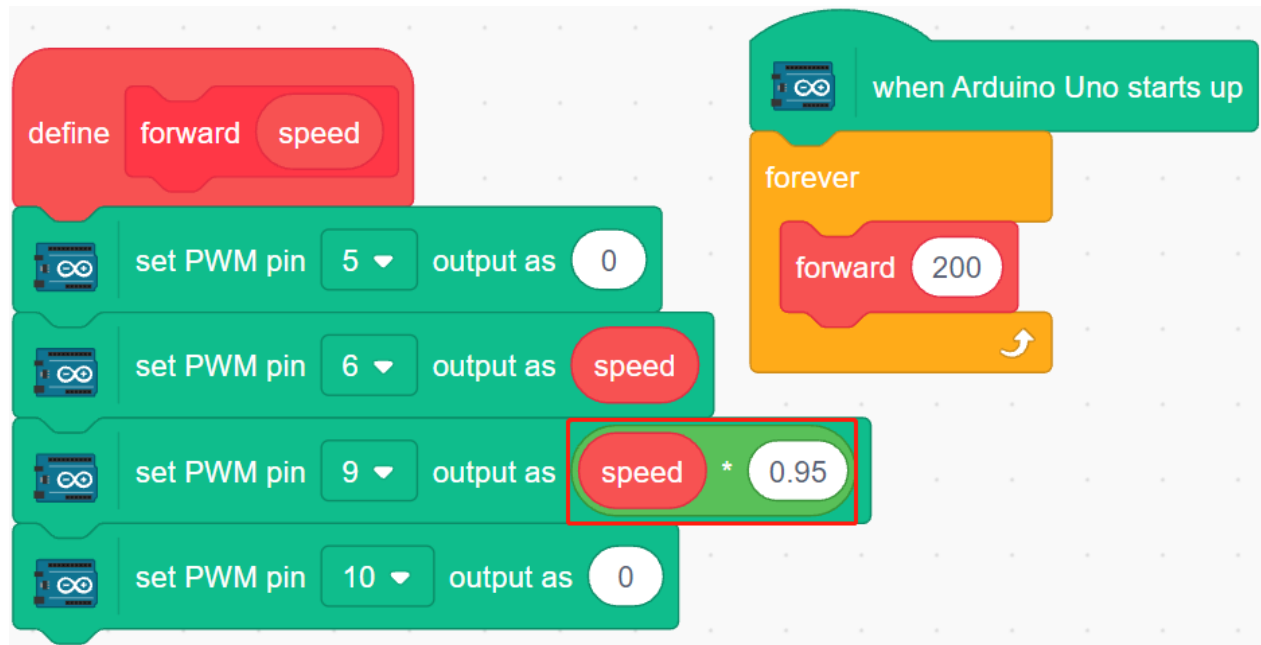 define forward speed
set PWM pin 5 output as 0
set PWM pin 6 output as speed
set PWM pin 9 output as speed * 0.95
set PWM pin 10 output as 0
when Arduino Uno starts up
forever
forward 200